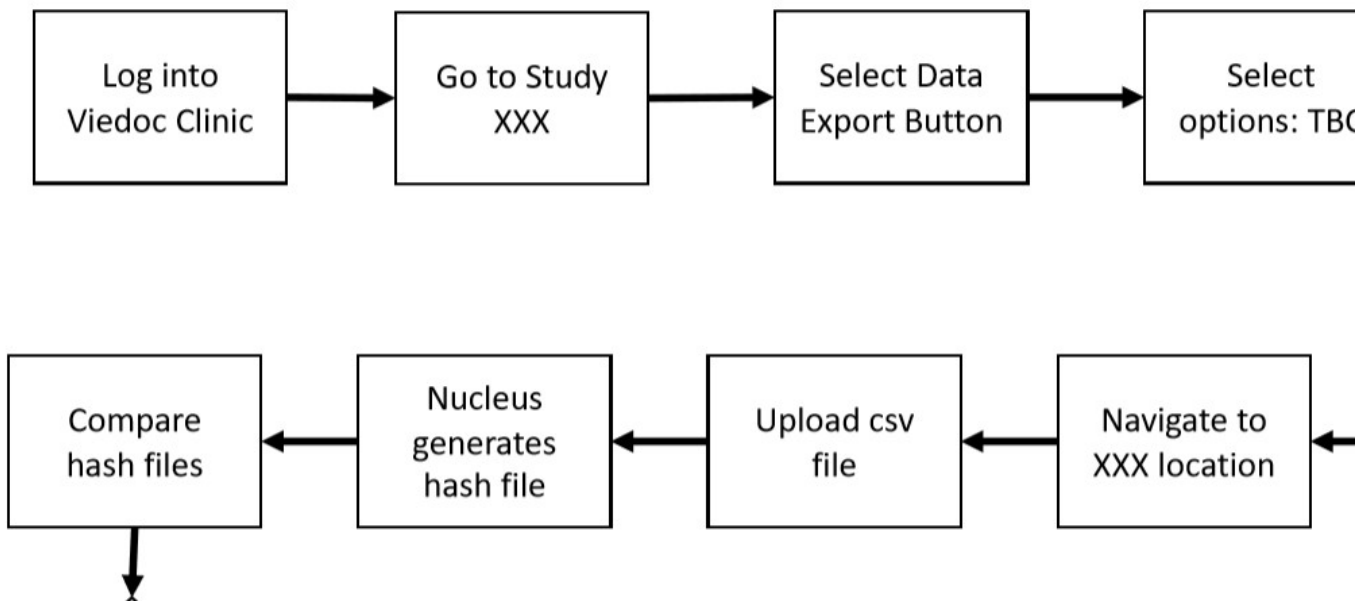 Log into
Viedoc Clinic
Go to Study
XXX
Select Data
Export Button
Select
options:
Compare
hash files
Nucleus
generates
hash file
Upload csv
file
Navigate to
XXX location